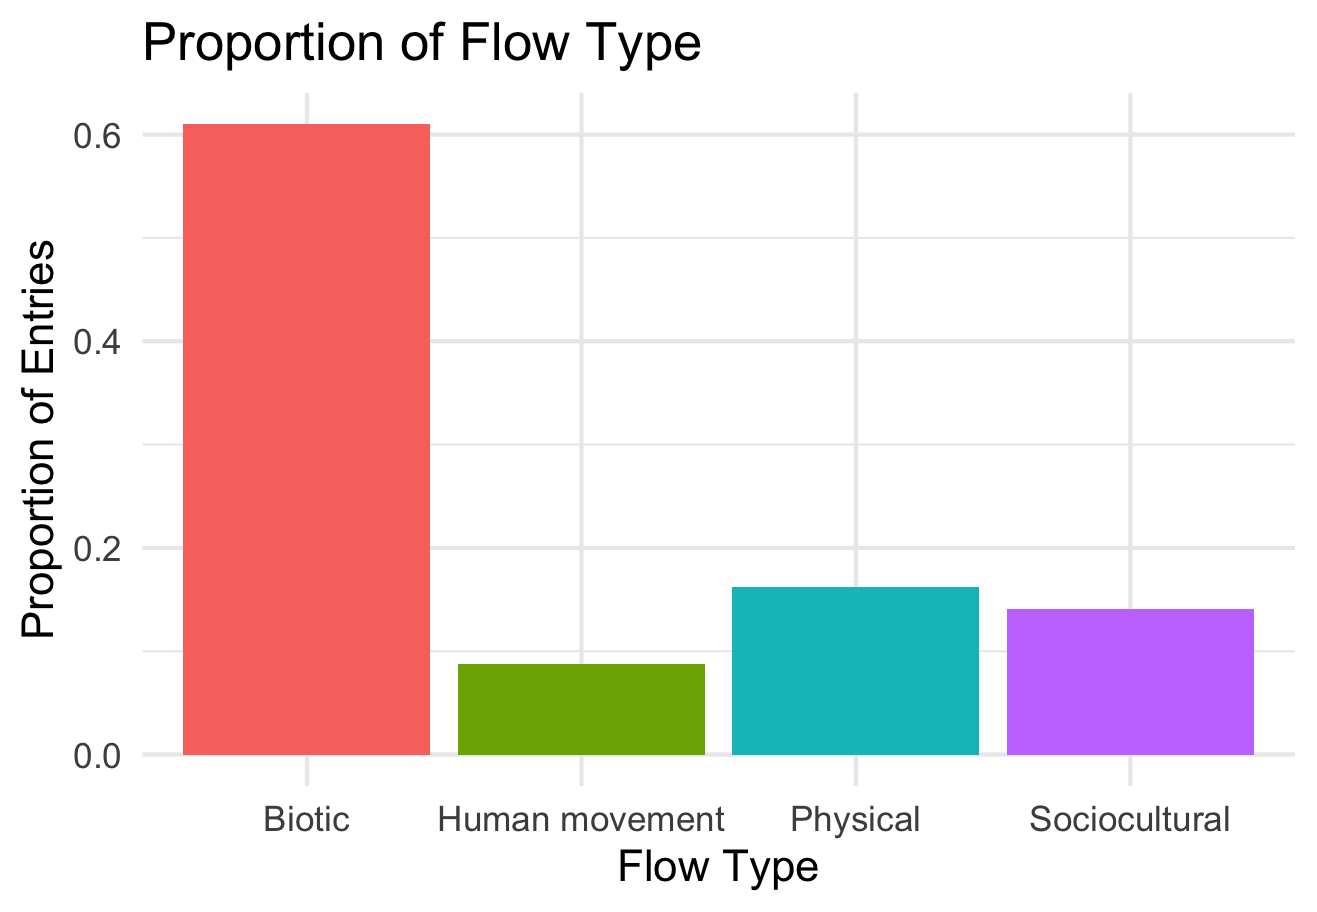 Proportion of Flow Type
Proportion of Entries
0.6
0.4
0.2
0.0
Biotic
Human movement
Physical
Sociocultural
Flow Type